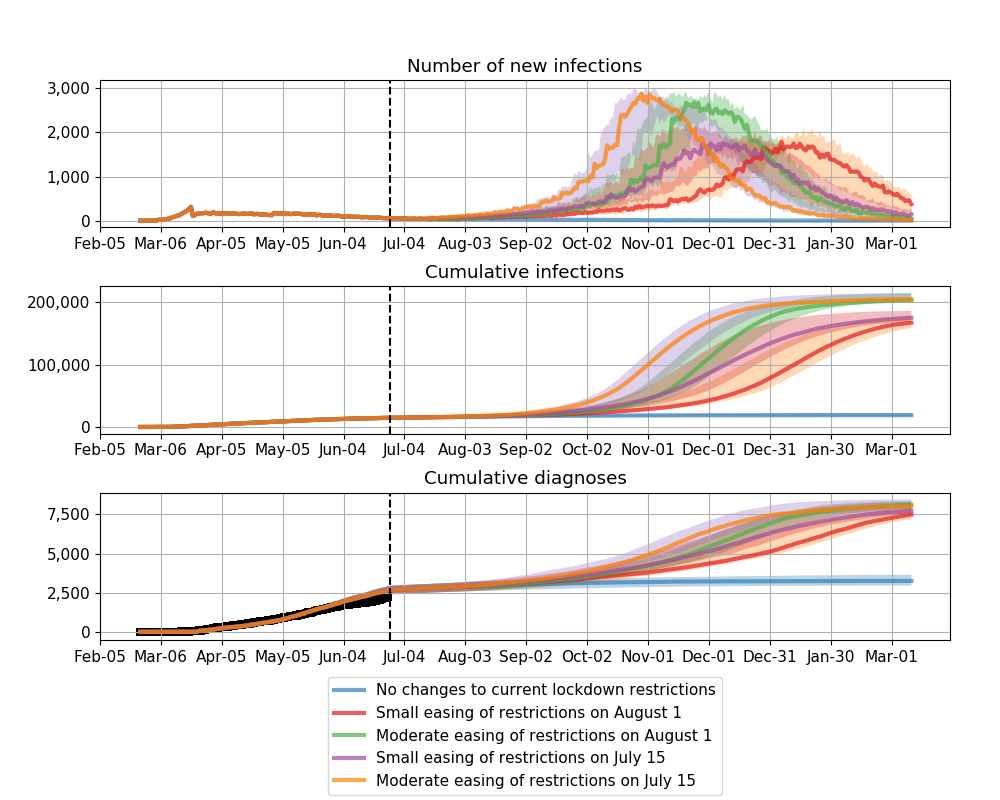 Number of new infections
3,000
2,000
1,000
0
Feb-05 Mar-06 Apr-05 May-05 Jun-04 Jul-04 Aug-03 Sep-02 Oct-02 Nov-01 Dec-01 Dec-31 Jan-30 Mar-01
Cumulative infections
200,000
100,000
0
Feb-05 Mar-06 Apr-05 May-05 Jun-04 Jul-04 Aug-03 Sep-02 Oct-02 Nov-01 Dec-01 Dec-31 Jan-30 Mar-01
Cumulative diagnoses
7,500
5,000
2,500
0
Feb-05 Mar-06 Apr-05 May-05 Jun-04 Jul-04 Aug-03 Sep-02 Oct-02 Nov-01 Dec-01 Dec-31 Jan-30 Mar-01
No changes to current lockdown restrictions
Small easing of restrictions on August 1
Moderate easing of restrictions on August 1
Small easing of restrictions on July 15
Moderate easing of restrictions on July 15